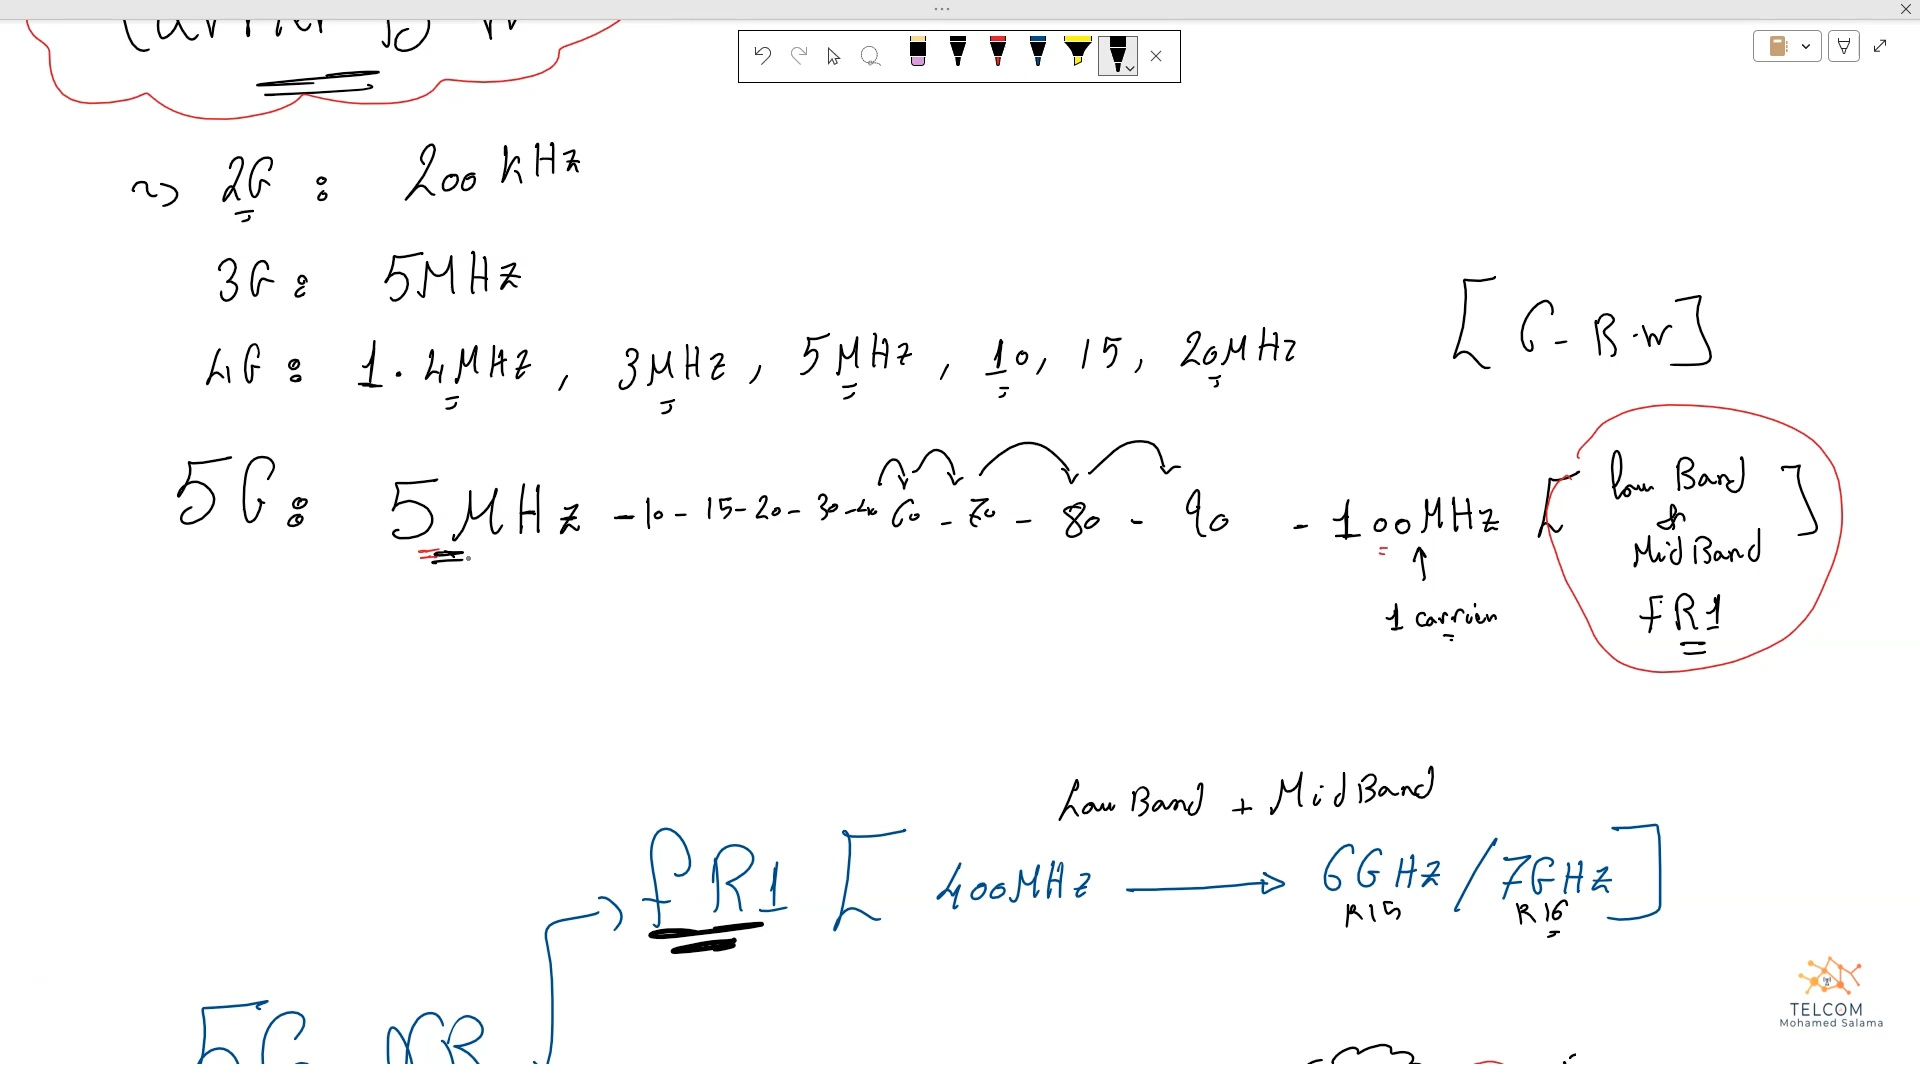 Carrier B.W
2G : 200 KHz
3G : 5MHz
4G : 1.4MHz, 3MHz, 5MHz, 10, 15, 20MHz
[C-B.W]
5G : 5MHz -10- 15-20-30-40 60 - 70 - 80 - 90 - 100MHz
1 carrier
[Low Band
&
Mid Band]
FR1
Low Band + Mid Band
FR1 [400MHz → 6GHz / 7GHz]
R15 R16
5G NR
TELCOM
Mohamed Salama